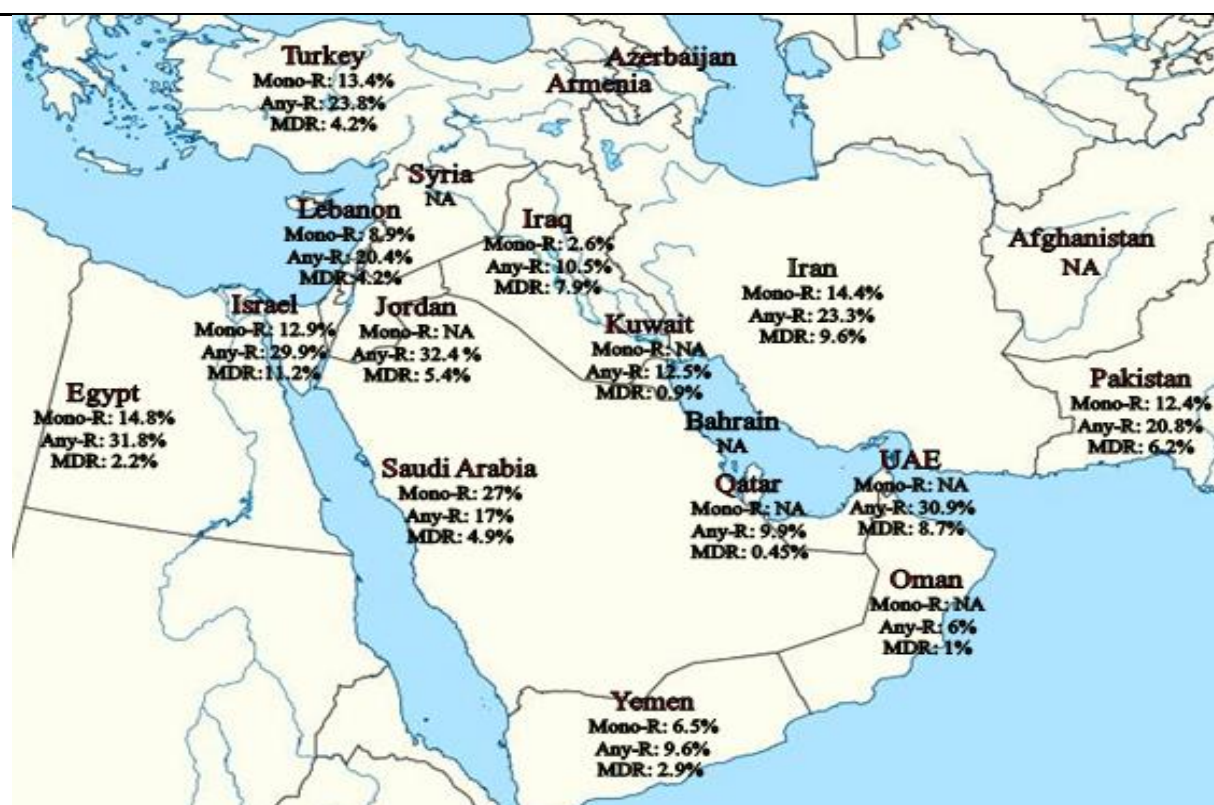 Turkey
Mono-R: 13.4%
Any-R: 23.8%
MDR: 4.2%
Azerbaijan
Armenia
Syria
NA
Lebanon
Mono-R: 8.9%
Any-R: 20.4%
MDR:4.2%
Iraq
Mono-R: 2.6%
Any-R: 10.5%
MDR: 7.9%
Afghanistan
NA
Iran
Mono-R: 14.4%
Any-R: 23.3%
MDR: 9.6%
Israel
Mono-R: 12.9%
Any-R: 29.9%
MDR:11.2%
Jordan
Mono-R: NA
Any-R: 32.4 %
MDR: 5.4%
Kuwait
Mono-R: NA
Any-R: 12.5%
MDR: 0.9%
Egypt
Mono-R: 14.8%
Any-R: 31.8%
MDR: 2.2%
Pakistan
Mono-R: 12.4%
Any-R: 20.8%
MDR: 6.2%
Bahrain
NA
Saudi Arabia
Mono-R: 27%
Any-R: 17%
MDR: 4.9%
Qatar
Mono-R: NA
Any-R: 9.9%
MDR: 0.45%
UAE
Mono-R: NA
Any-R: 30.9%
MDR: 8.7%
Oman
Mono-R: NA
Any-R: 6%
MDR: 1%
Yemen
Mono-R: 6.5%
Any-R: 9.6%
MDR: 2.9%